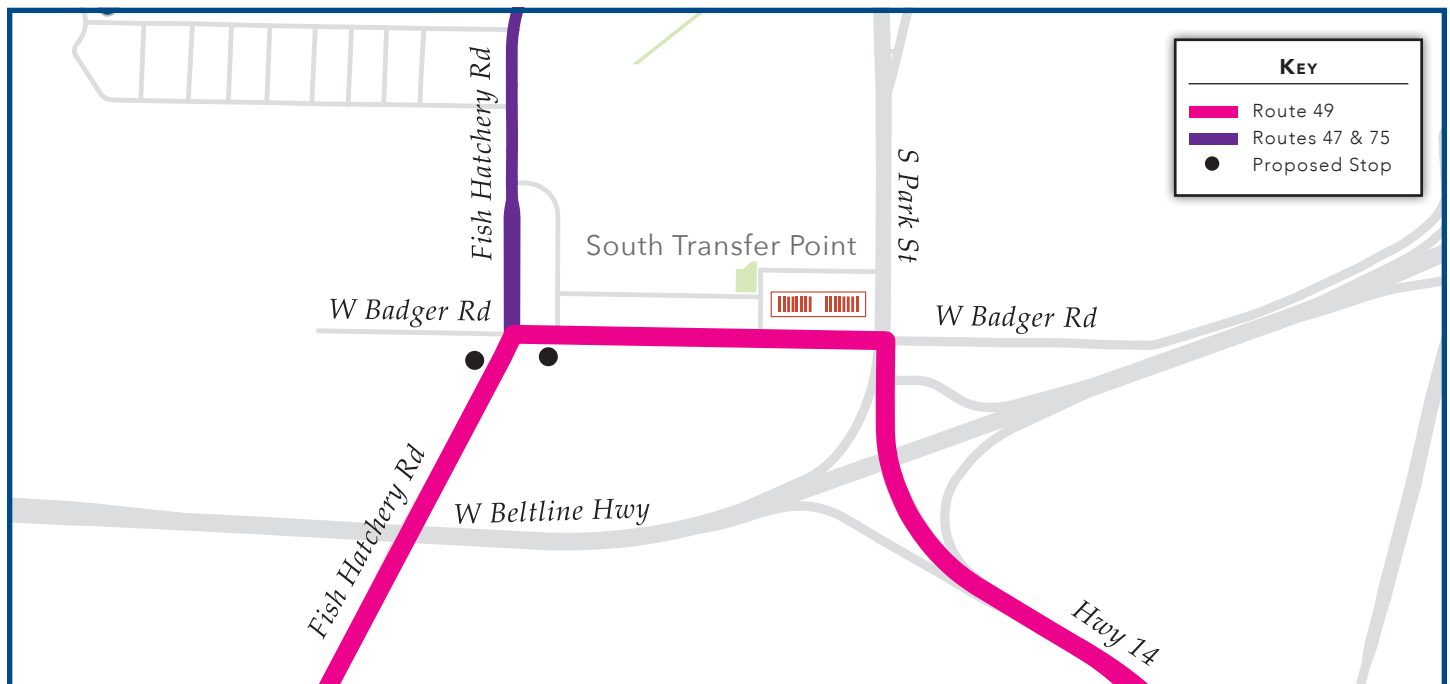 KEY
Route 49
Routes 47 & 75
Proposed Stop
Fish Hatchery Rd
S Park St
South Transfer Point
W Badger Rd
W Badger Rd
Fish Hatchery Rd
W Beltline Hwy
Hwy 14